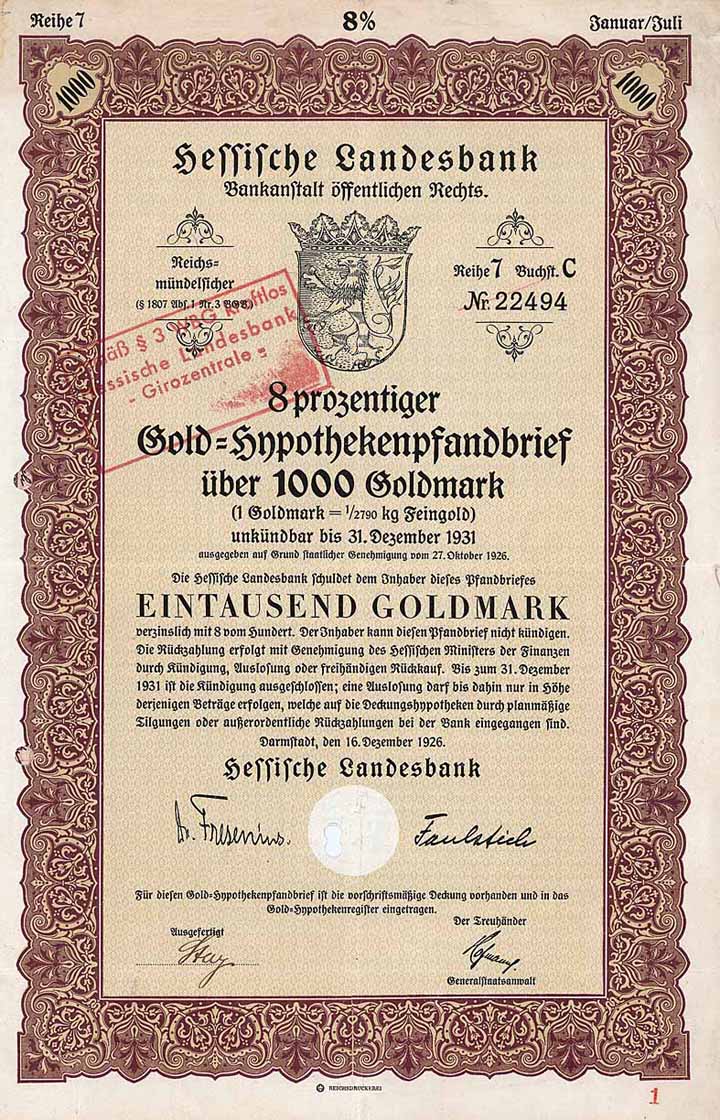 Reihe 7
8%
Januar/Juli
1000
1000
Hessische Landesbank
Bankanstalt öffentlichen Rechts.
Reichs=
mündelsicher
(§ 1807 Abs. 1 Nr. 3 BGB.)
Reihe 7 Buchst. C
Nr. 22494
äß § 3 WBG kraftlos
ssische Landesbank
- Girozentrale -
8 prozentiger
Gold=Hypothekenpfandbrief
über 1000 Goldmark
(1 Goldmark = 1/2790 kg Feingold)
unkündbar bis 31. Dezember 1931
ausgegeben auf Grund staatlicher Genehmigung vom 27. Oktober 1926.
Die Hessische Landesbank schuldet dem Inhaber dieses Pfandbriefes
EINTAUSEND GOLDMARK
verzinslich mit 8 vom Hundert. Der Inhaber kann diesen Pfandbrief nicht kündigen.
Die Rückzahlung erfolgt mit Genehmigung des Hessischen Ministers der Finanzen
durch Kündigung, Auslosung oder freihändigen Rückkauf. Bis zum 31. Dezember
1931 ist die Kündigung ausgeschlossen; eine Auslosung darf bis dahin nur in Höhe
derjenigen Beträge erfolgen, welche auf die Deckungshypotheken durch planmäßige
Tilgungen oder außerordentliche Rückzahlungen bei der Bank eingegangen sind.
Darmstadt, den 16. Dezember 1926.
Hessische Landesbank
Dr. Fresenius.
Faulstich
Für diesen Gold=Hypothekenpfandbrief ist die vorschriftsmäßige Deckung vorhanden und in das
Gold=Hypothekenregister eingetragen.
Ausgefertigt
Der Treuhänder
Hofmann
Generalstaatsanwalt
REICHSDRUCKEREI
1